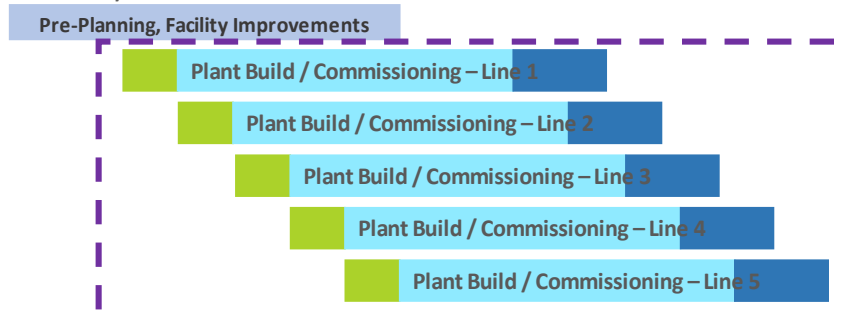 Pre-Planning, Facility Improvements
Plant Build / Commissioning – Line 1
Plant Build / Commissioning – Line 2
Plant Build / Commissioning – Line 3
Plant Build / Commissioning – Line 4
Plant Build / Commissioning – Line 5